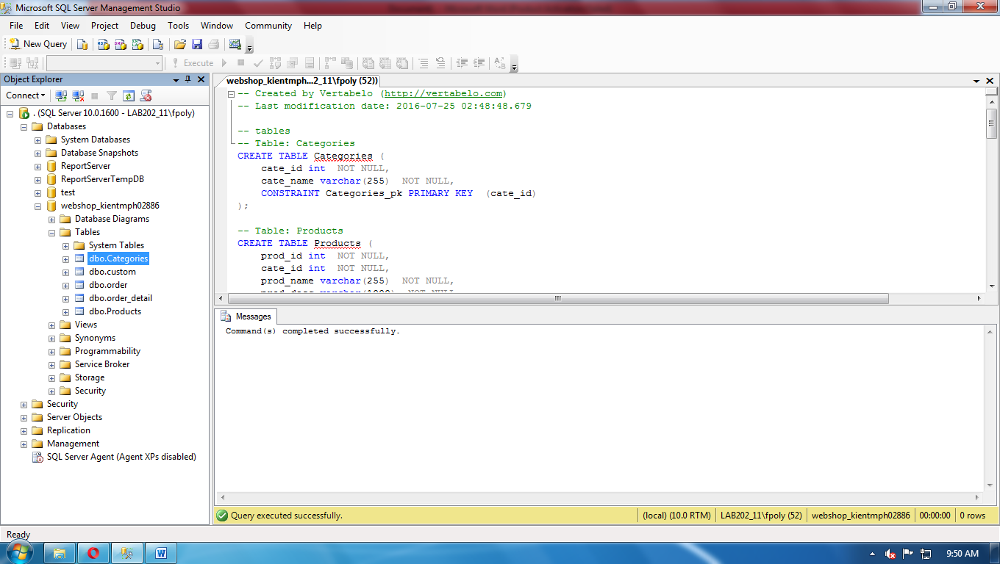 Microsoft SQL Server Management Studio
File Edit View Project Debug Tools Window Community Help
New Query
Execute
Object Explorer
Connect
. (SQL Server 10.0.1600 - LAB202_11\fpoly)
Databases
System Databases
Database Snapshots
ReportServer
ReportServerTempDB
test
webshop_kientmph02886
Database Diagrams
Tables
System Tables
dbo.Categories
dbo.custom
dbo.order
dbo.order_detail
dbo.Products
Views
Synonyms
Programmability
Service Broker
Storage
Security
Security
Server Objects
Replication
Management
SQL Server Agent (Agent XPs disabled)
webshop_kientmph...2_11\fpoly (52))
-- Created by Vertabelo (http://vertabelo.com)
-- Last modification date: 2016-07-25 02:48:48.679
-- tables
-- Table: Categories
CREATE TABLE Categories (
cate_id int  NOT NULL,
cate_name varchar(255)  NOT NULL,
CONSTRAINT Categories_pk PRIMARY KEY  (cate_id)
);
-- Table: Products
CREATE TABLE Products (
prod_id int  NOT NULL,
cate_id int  NOT NULL,
prod_name varchar(255)  NOT NULL,
Messages
Command(s) completed successfully.
Query executed successfully.
(local) (10.0 RTM) LAB202_11\fpoly (52) webshop_kientmph02886 00:00:00 0 rows
Ready
9:50 AM